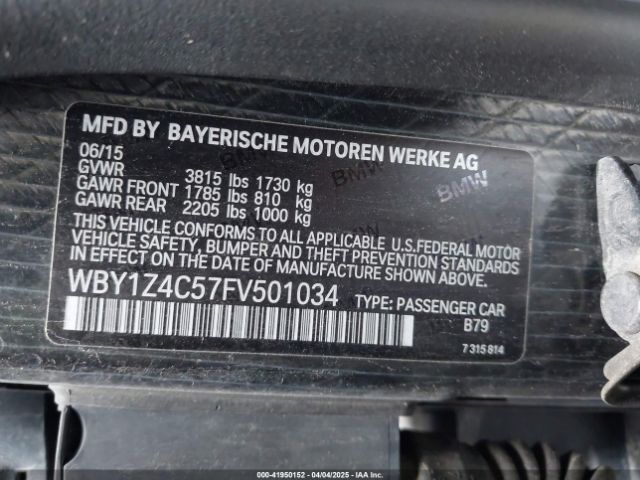 MFD BY BAYERISCHE MOTOREN WERKE AG
06/15
GVWR 3815 lbs 1730 kg
GAWR FRONT 1785 lbs 810 kg
GAWR REAR 2205 lbs 1000 kg
THIS VEHICLE CONFORMS TO ALL APPLICABLE U.S.FEDERAL MOTOR
VEHICLE SAFETY, BUMPER AND THEFT PREVENTION STANDARDS
IN EFFECT ON THE DATE OF MANUFACTURE SHOWN ABOVE.
WBY1Z4C57FV501034 TYPE: PASSENGER CAR
B79
7 315 814
BMW
BMW
000-41950152 - 04/04/2025 - IAA Inc.